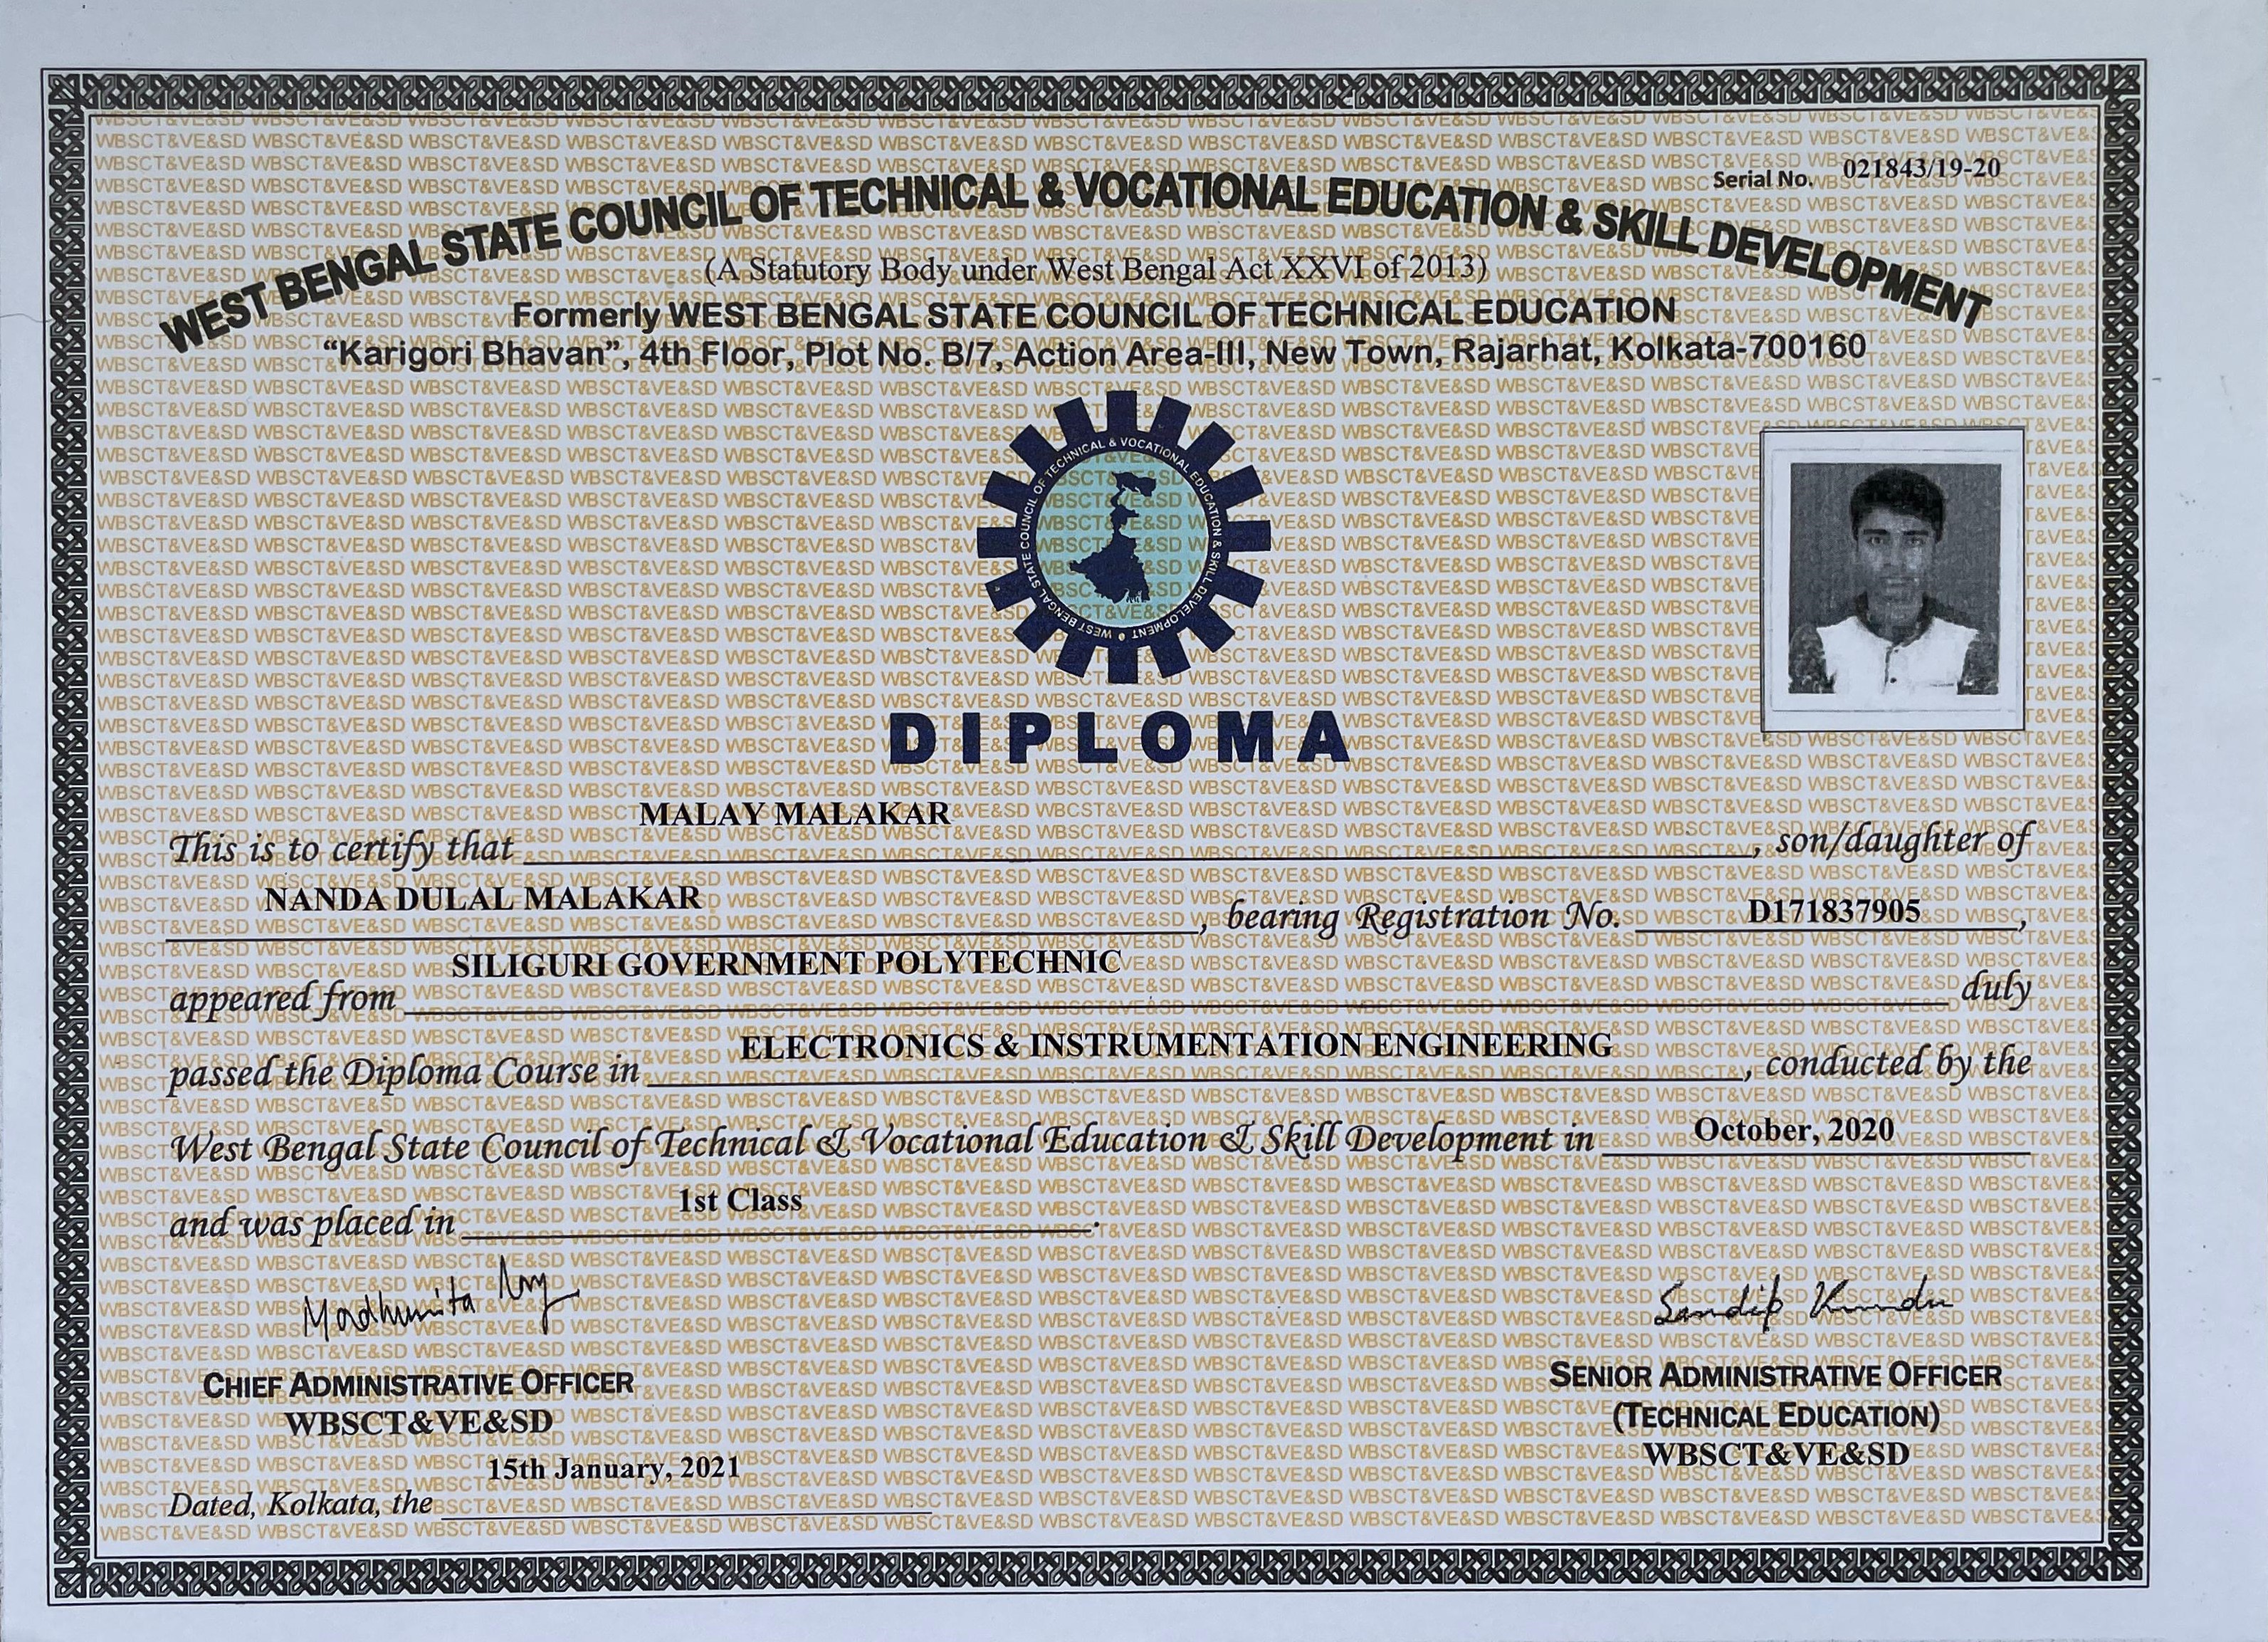 Serial No. 021843/19-20
WEST BENGAL STATE COUNCIL OF TECHNICAL & VOCATIONAL EDUCATION & SKILL DEVELOPMENT
(A Statutory Body under West Bengal Act XXVI of 2013)
Formerly WEST BENGAL STATE COUNCIL OF TECHNICAL EDUCATION
“Karigori Bhavan”, 4th Floor, Plot No. B/7, Action Area-III, New Town, Rajarhat, Kolkata-700160
WEST BENGAL STATE COUNCIL OF TECHNICAL & VOCATIONAL EDUCATION & SKILL DEVELOPMENT
DIPLOMA
This is to certify that MALAY MALAKAR, son/daughter of
NANDA DULAL MALAKAR, bearing Registration No. D171837905,
appeared from SILIGURI GOVERNMENT POLYTECHNIC duly
passed the Diploma Course in ELECTRONICS & INSTRUMENTATION ENGINEERING, conducted by the
West Bengal State Council of Technical & Vocational Education & Skill Development in October, 2020
and was placed in 1st Class.
Madhumita Roy
Sandip Kundu
CHIEF ADMINISTRATIVE OFFICER
WBSCT&VE&SD
SENIOR ADMINISTRATIVE OFFICER
(TECHNICAL EDUCATION)
WBSCT&VE&SD
Dated, Kolkata, the 15th January, 2021